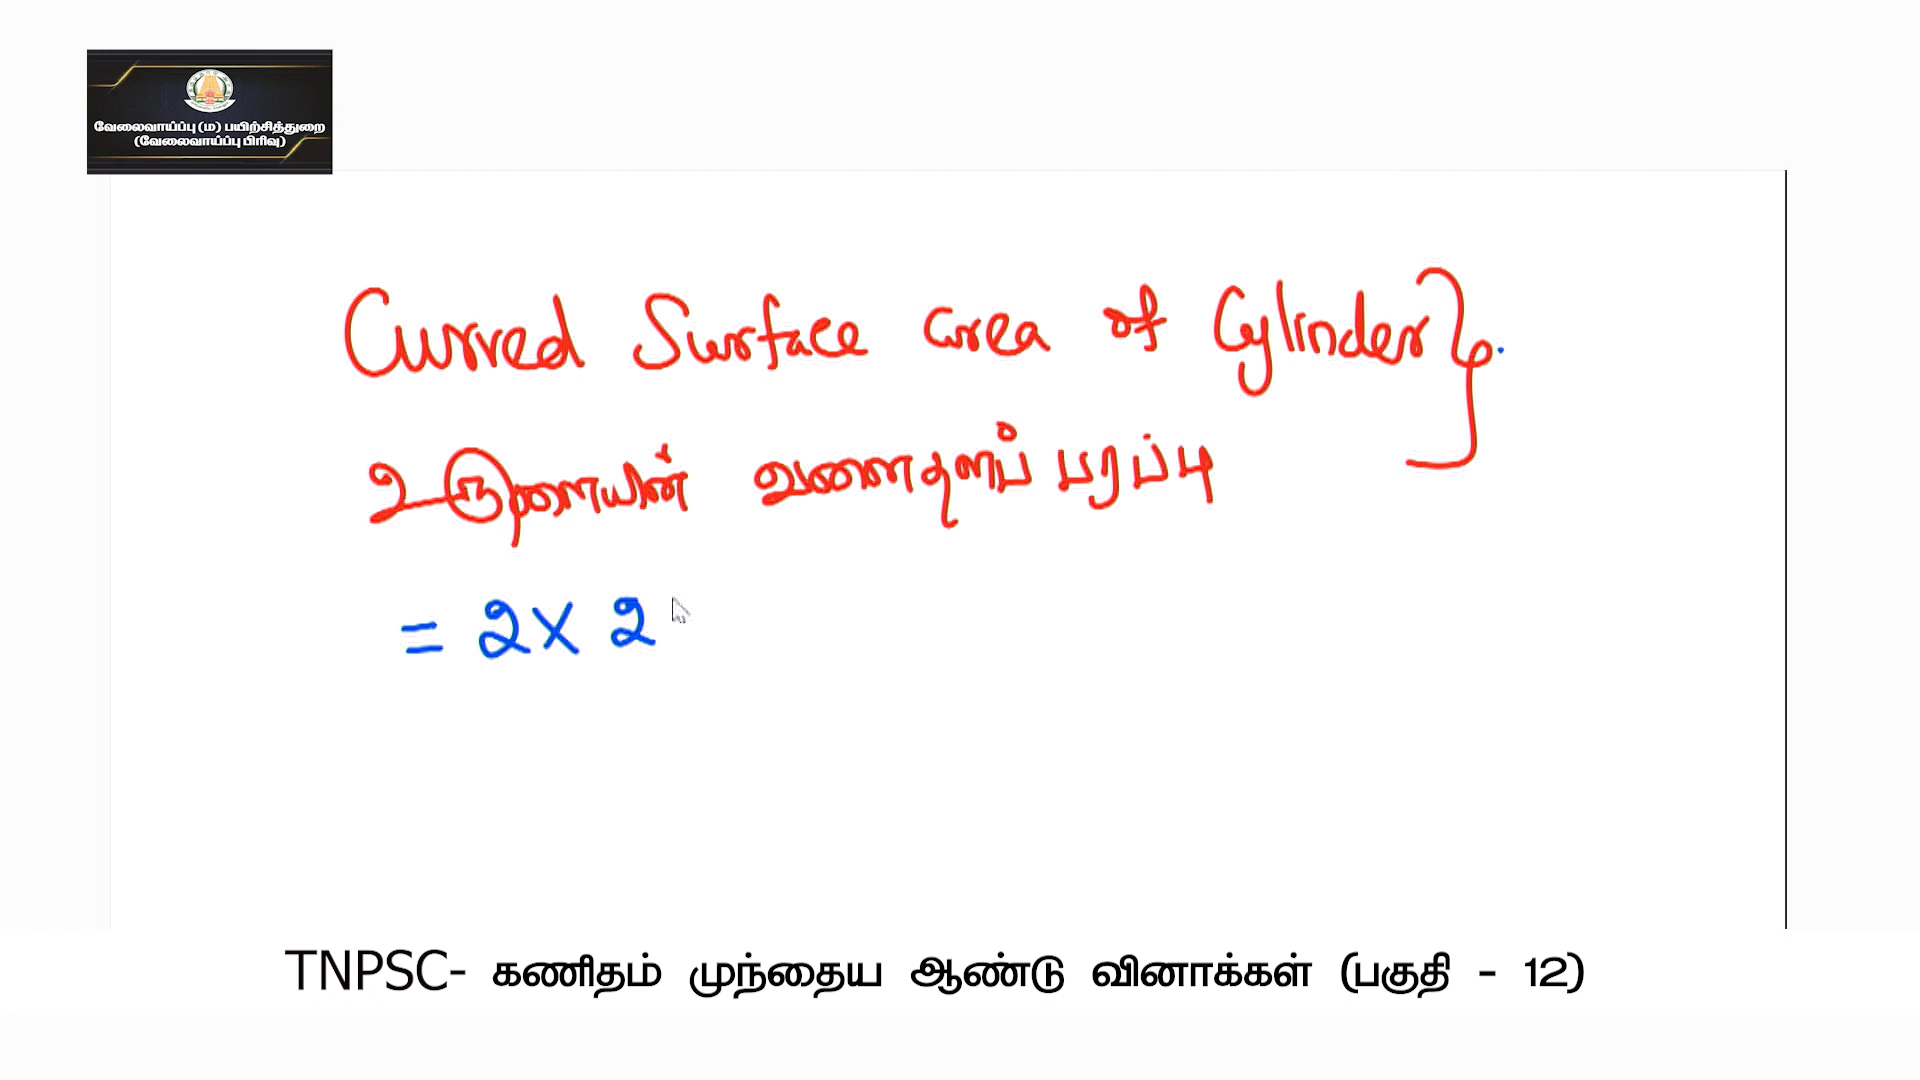 வேலைவாய்ப்பு (ம) பயிற்சித்துறை
(வேலைவாய்ப்பு பிரிவு)
Curved Surface area of Cylinder }
உருளையின் வளைதளப் பரப்பு
= 2 X 2
TNPSC- கணிதம் முந்தைய ஆண்டு வினாக்கள் (பகுதி - 12)